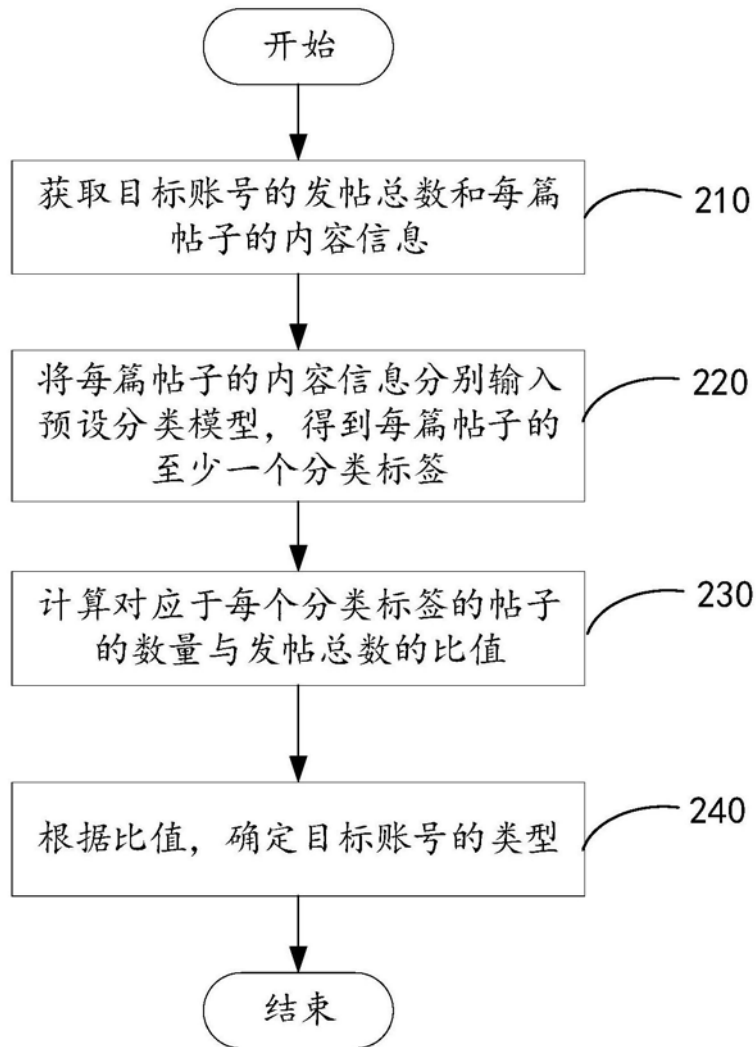 开始
获取目标账号的发帖总数和每篇
帖子的内容信息
210
将每篇帖子的内容信息分别输入
预设分类模型，得到每篇帖子的
至少一个分类标签
220
计算对应于每个分类标签的帖子
的数量与发帖总数的比值
230
根据比值，确定目标账号的类型
240
结束